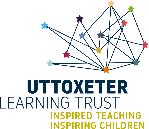 UTTOXETER
LEARNING TRUST
INSPIRED TEACHING
INSPIRING CHILDREN